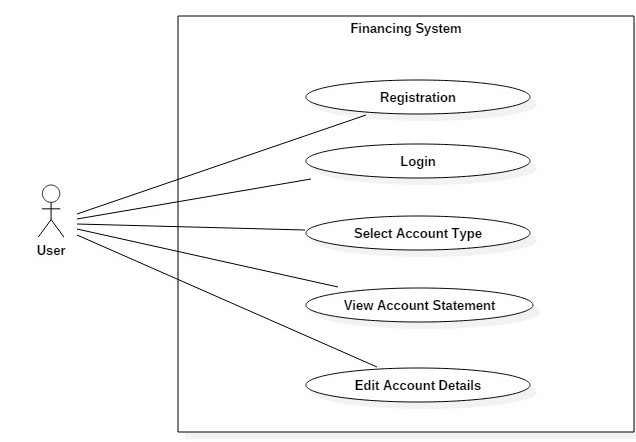 Financing System
Registration
Login
Select Account Type
User
View Account Statement
Edit Account Details